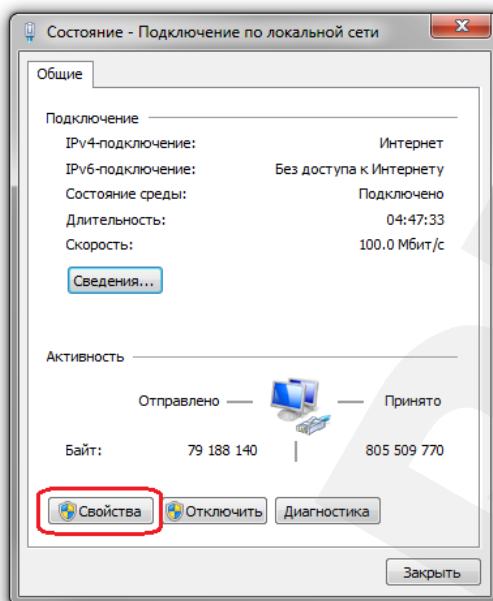 Состояние - Подключение по локальной сети
Общие
Подключение
IPv4-подключение: Интернет
IPv6-подключение: Без доступа к Интернету
Состояние среды: Подключено
Длительность: 04:47:33
Скорость: 100.0 Мбит/с
Сведения...
Активность
Отправлено — Принято
Байт: 79 188 140 | 805 509 770
Свойства Отключить Диагностика
Закрыть